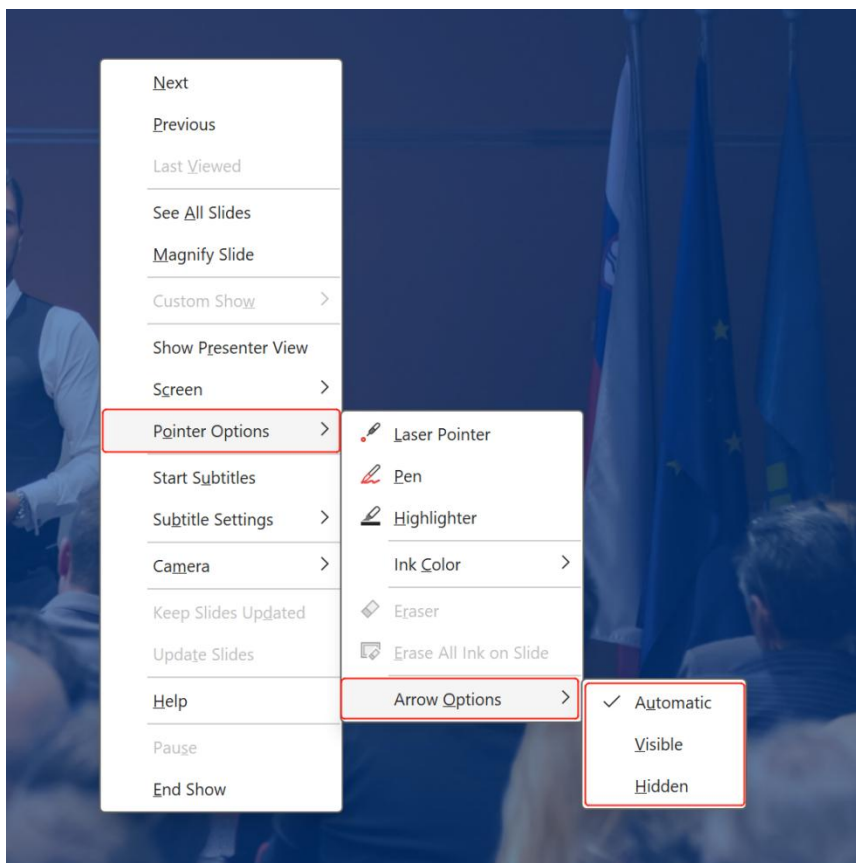 Next
Previous
Last Viewed
See All Slides
Magnify Slide
Custom Show
Show Presenter View
Screen
Pointer Options
Start Subtitles
Subtitle Settings
Camera
Keep Slides Updated
Update Slides
Help
Pause
End Show
Laser Pointer
Pen
Highlighter
Ink Color
Eraser
Erase All Ink on Slide
Arrow Options
Automatic
Visible
Hidden